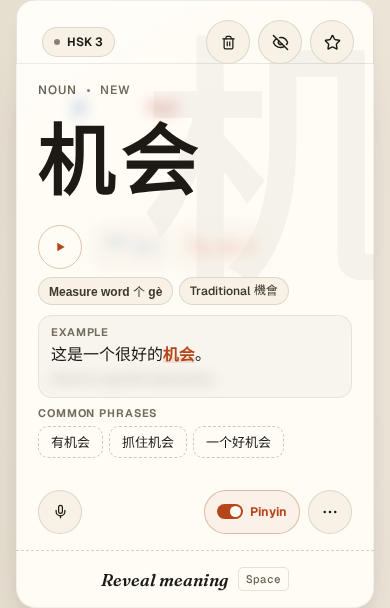 HSK 3
NOUN • NEW
机会
Measure word 个 gè
Traditional 機會
EXAMPLE
这是一个很好的机会。
COMMON PHRASES
有机会
抓住机会
一个好机会
Pinyin
Reveal meaning
Space
机